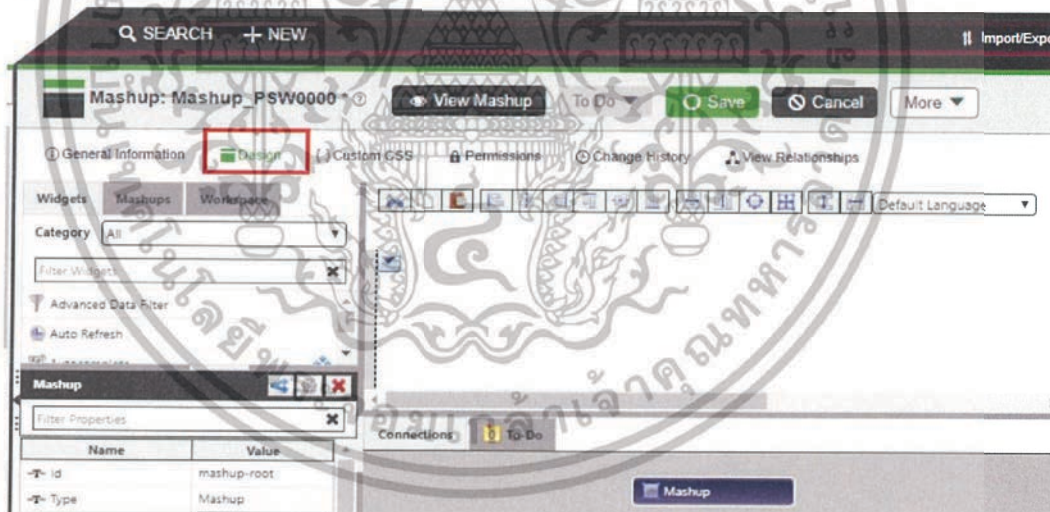 SEARCH + NEW Import/Expo
Mashup: Mashup_PSW0000 * View Mashup To Do Save Cancel More
General Information Design Custom CSS Permissions Change History View Relationships
Widgets Mashups Workspace Default Language
Category All
Filter Widgets
Advanced Data Filter
Auto Refresh
Mashup
Filter Properties
Connections To-Do
Name Value
Id mashup-root
Type Mashup
Mashup